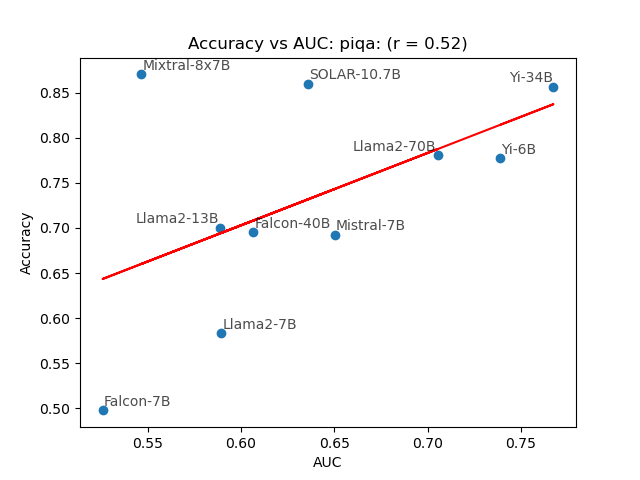 Accuracy vs AUC: piqa: (r = 0.52)
Mixtral-8x7B
SOLAR-10.7B
Yi-34B
Llama2-70B
Yi-6B
Llama2-13B
Falcon-40B
Mistral-7B
Llama2-7B
Falcon-7B
Accuracy
0.85
0.80
0.75
0.70
0.65
0.60
0.55
0.50
0.55
0.60
0.65
0.70
0.75
AUC